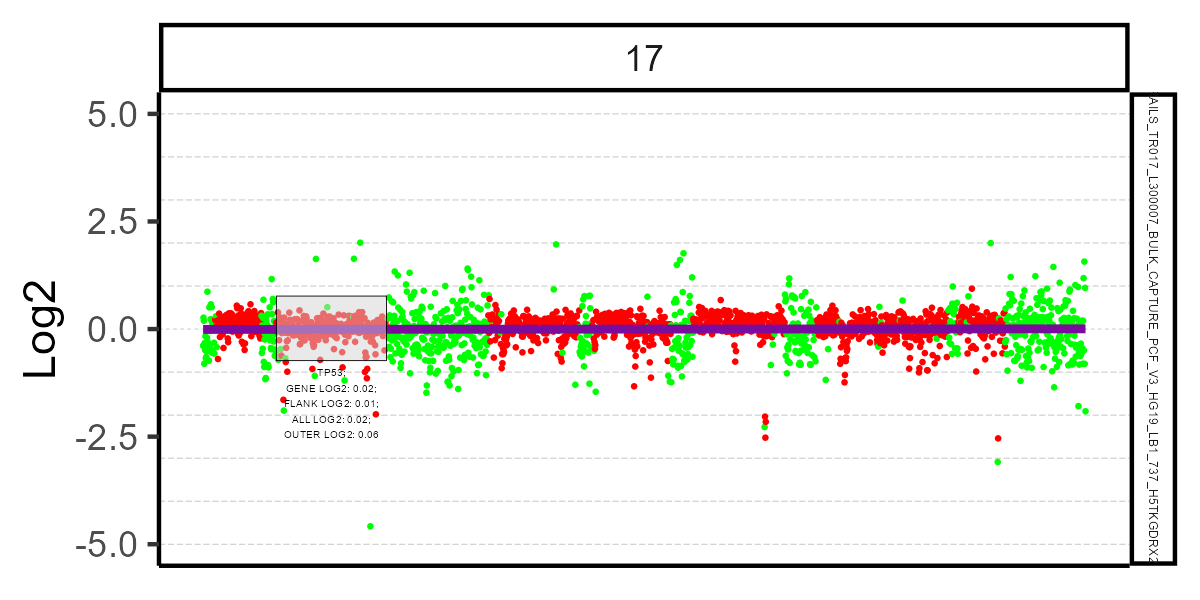 17
Log2
5.0
2.5
0.0
-2.5
-5.0
TP53;
GENE LOG2: 0.02;
FLANK LOG2: 0.01;
ALL LOG2: 0.02;
OUTER LOG2: 0.06
AILS_TR017_L300007_BULK_CAPTURE_PCF_V3_HG19_LB1_737_H5TKGDRX2